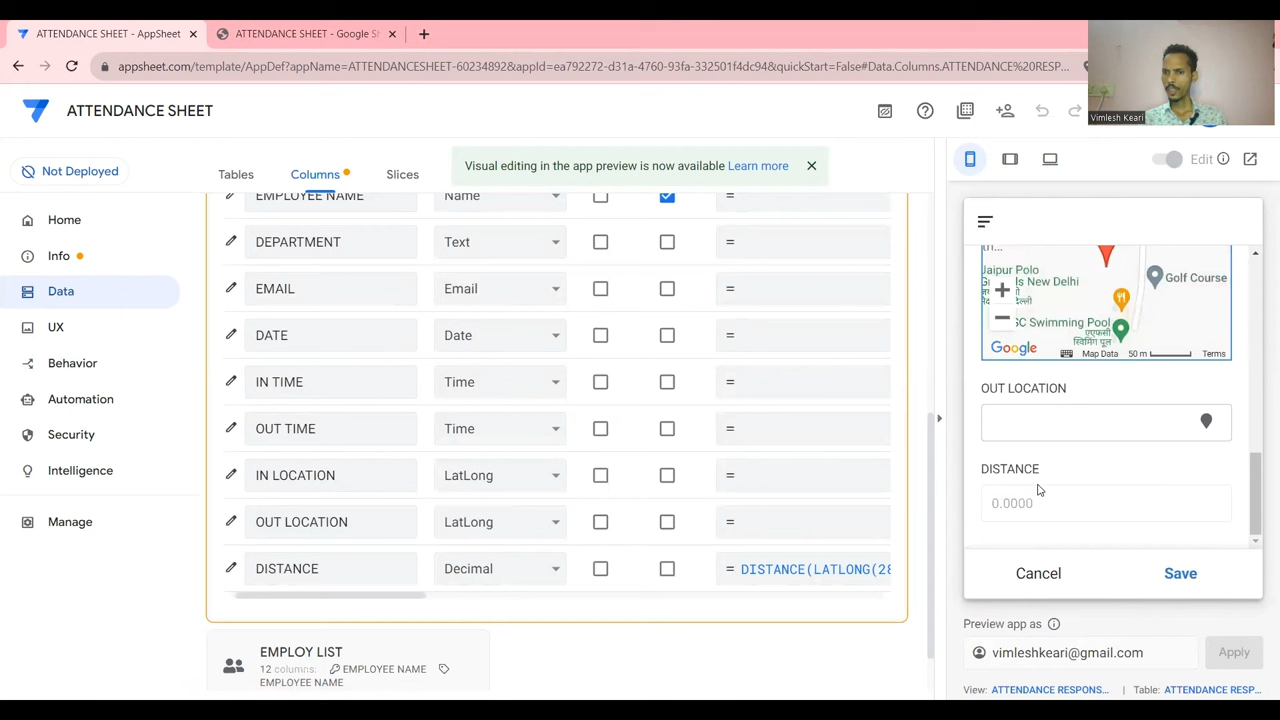 ATTENDANCE SHEET - AppSheet
ATTENDANCE SHEET - Google Sh
appsheet.com/template/AppDef?appName=ATTENDANCESHEET-60234892&appId=ea792272-d31a-4760-93fa-332501f4dc94&quickStart=False#Data.Columns.ATTENDANCE%20RESP...
Vimlesh Keari
ATTENDANCE SHEET
Not Deployed
Tables
Columns
Slices
Visual editing in the app preview is now available Learn more
Edit
Home
Info
Data
UX
Behavior
Automation
Security
Intelligence
Manage
EMPLOYEE NAME Name =
DEPARTMENT Text =
EMAIL Email =
DATE Date =
IN TIME Time =
OUT TIME Time =
IN LOCATION LatLong =
OUT LOCATION LatLong =
DISTANCE Decimal = DISTANCE(LATLONG(28
EMPLOY LIST
12 columns: EMPLOYEE NAME
EMPLOYEE NAME
Jaipur Polo
Golf Course
New Delhi
SC Swimming Pool
एएफसी
स्विमिंग पूल
Google
Map Data 50 m Terms
OUT LOCATION
DISTANCE
0.0000
Cancel
Save
Preview app as
vimleshkeari@gmail.com
Apply
View: ATTENDANCE RESPONS... | Table: ATTENDANCE RESP...